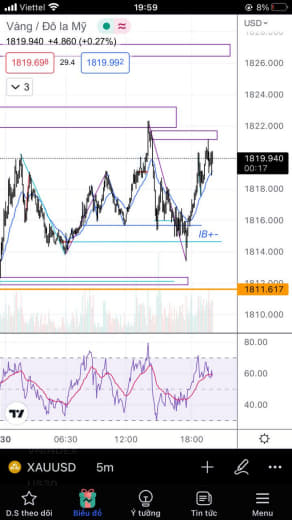 Viettel
19:59
8%
Vàng / Đô la Mỹ
USD
1819.940 +4.860 (+0.27%)
1819.698 29.4 1819.992
3
1826.000
1824.000
1822.000
1819.940
00:17
1818.000
1816.000
IB+-
1814.000
1811.617
1810.000
80.00
60.00
40.00
30 06:30 12:00 18:00
XAUUSD 5m
D.S theo dõi Biểu đồ Ý tưởng Tin tức Menu